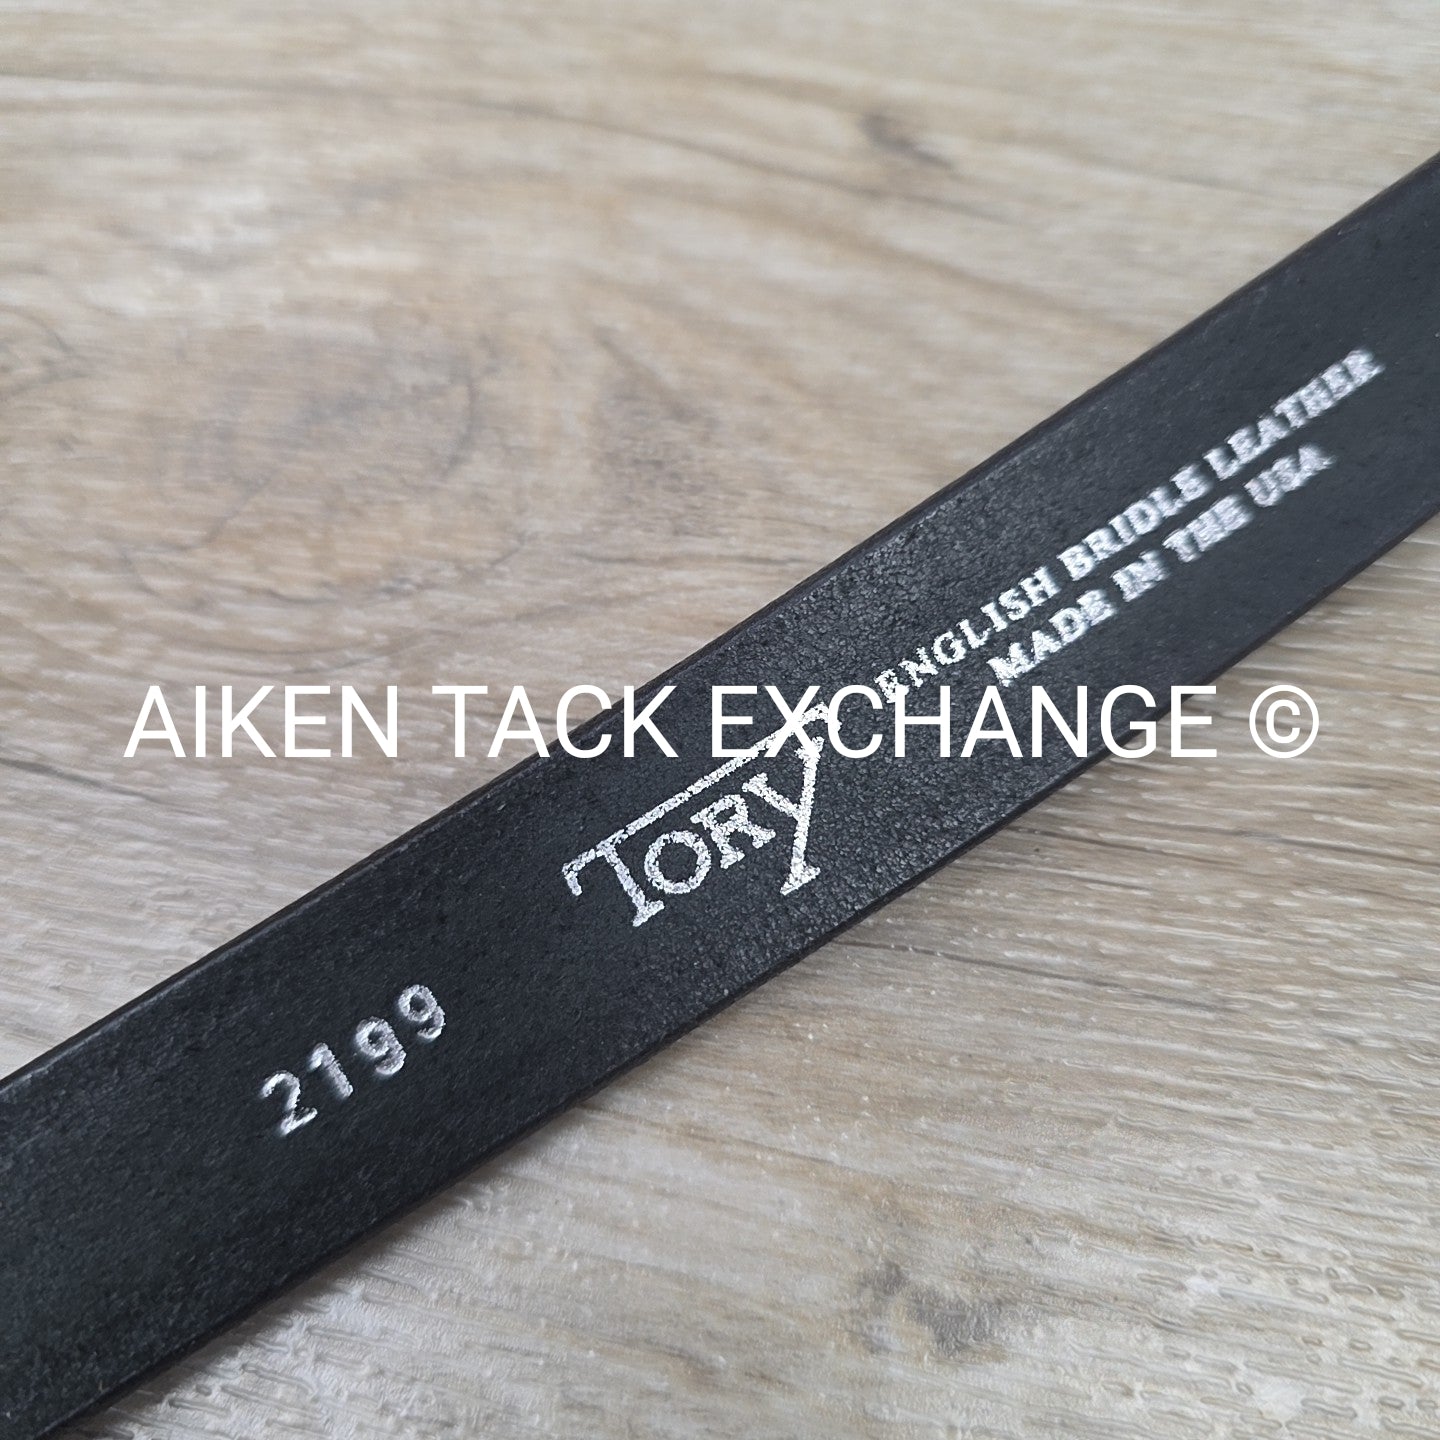 ENGLISH BRIDLE LEATHER
MADE IN THE USA
AIKEN TACK EXCHANGE ©
TORY
2199